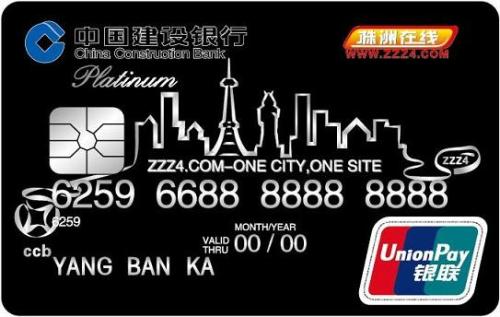 中国建设银行
China Construction Bank
滁洲在线
WWW.ZZZ4.COM
Platinum
ZZZ4.COM-ONE CITY,ONE SITE
zzz4
6259 6688 8888 8888
6259
MONTH/YEAR
VALID THRU 00 / 00
ccb
YANG BAN KA
UnionPay
银联